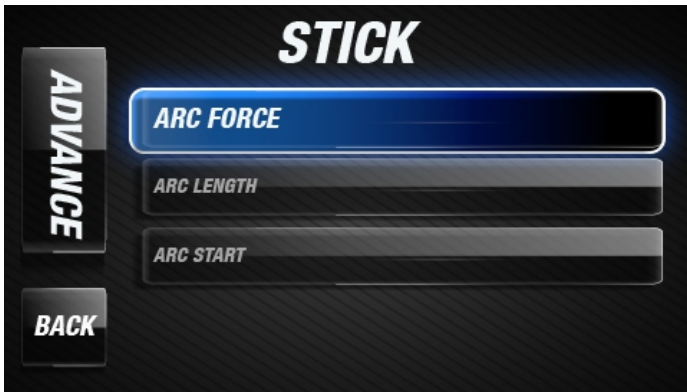 STICK
ADVANCE
ARC FORCE
ARC LENGTH
ARC START
BACK